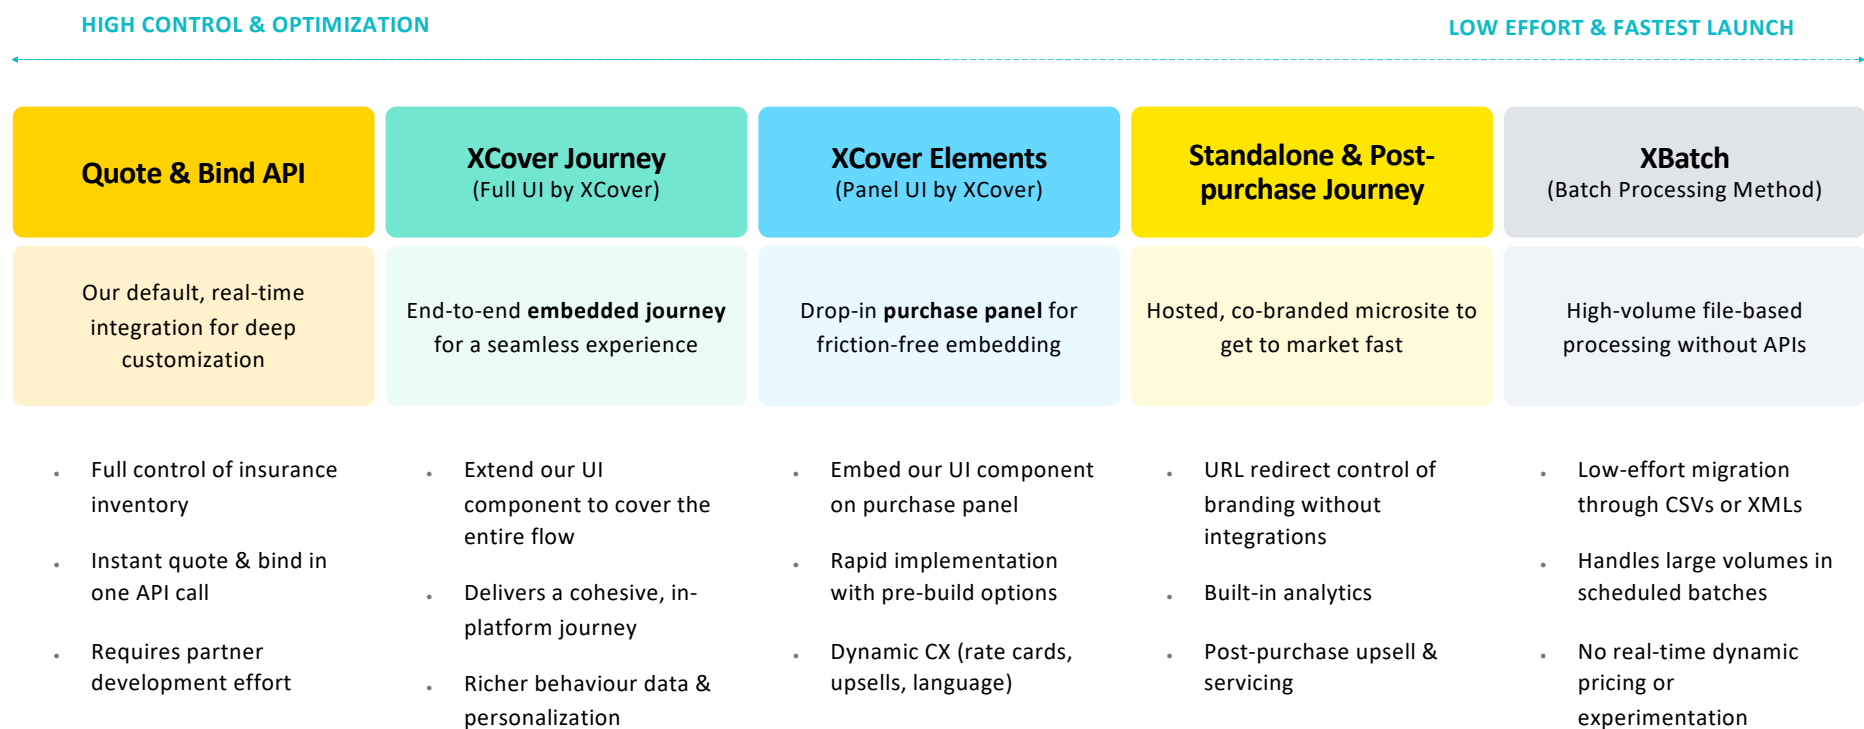 HIGH CONTROL & OPTIMIZATION
LOW EFFORT & FASTEST LAUNCH
Quote & Bind API
Our default, real-time
integration for deep
customization
Full control of insurance
inventory
Instant quote & bind in
one API call
Requires partner
development effort
XCover Journey
(Full UI by XCover)
End-to-end embedded journey
for a seamless experience
Extend our UI
component to cover the
entire flow
Delivers a cohesive, in-
platform journey
Richer behaviour data &
personalization
XCover Elements
(Panel UI by XCover)
Drop-in purchase panel for
friction-free embedding
Embed our UI component
on purchase panel
Rapid implementation
with pre-build options
Dynamic CX (rate cards,
upsells, language)
Standalone & Post-
purchase Journey
Hosted, co-branded microsite to
get to market fast
URL redirect control of
branding without
integrations
Built-in analytics
Post-purchase upsell &
servicing
XBatch
(Batch Processing Method)
High-volume file-based
processing without APIs
Low-effort migration
through CSVs or XMLs
Handles large volumes in
scheduled batches
No real-time dynamic
pricing or
experimentation